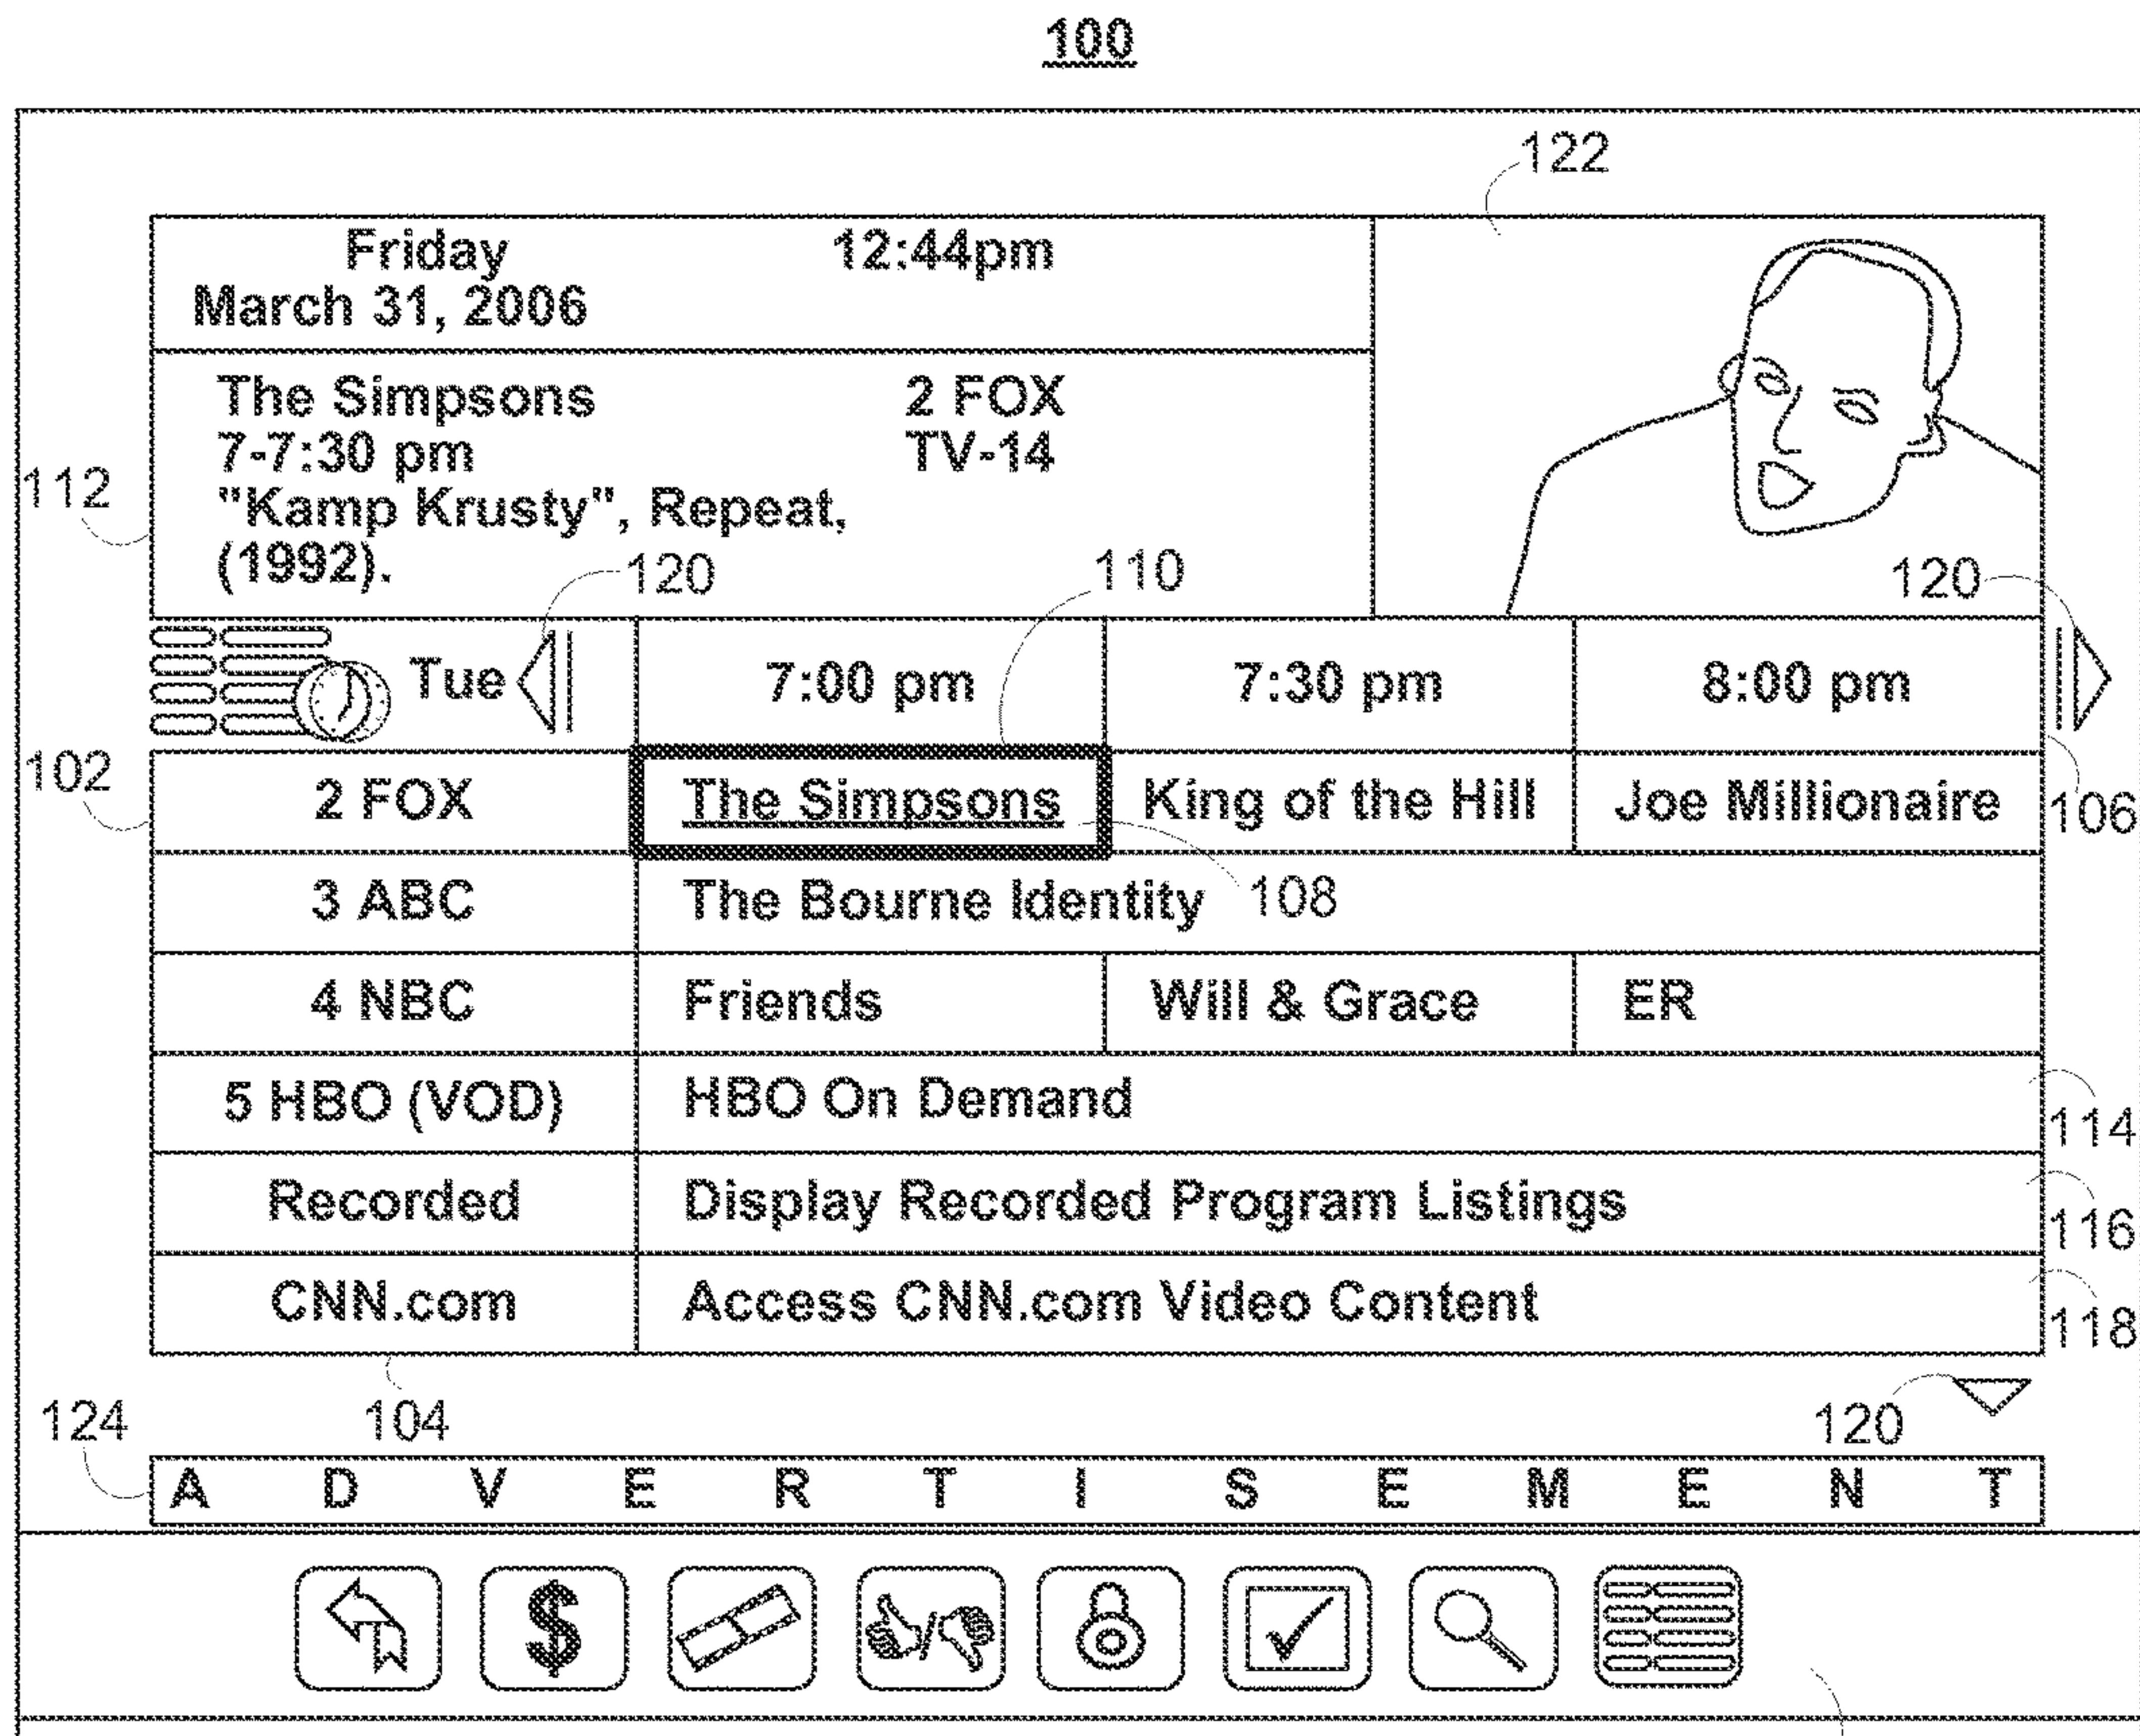 100
122
Friday 12:44pm
March 31, 2006
The Simpsons 2 FOX
7-7:30 pm TV-14
112
"Kamp Krusty", Repeat,
(1992).
120 110 120
Tue 7:00 pm 7:30 pm 8:00 pm
102
2 FOX The Simpsons King of the Hill Joe Millionaire
106
3 ABC The Bourne Identity 108
4 NBC Friends Will & Grace ER
5 HBO (VOD) HBO On Demand
114
Recorded Display Recorded Program Listings
116
CNN.com Access CNN.com Video Content
118
124 104 120
A D V E R T I S E M E N T
$ /